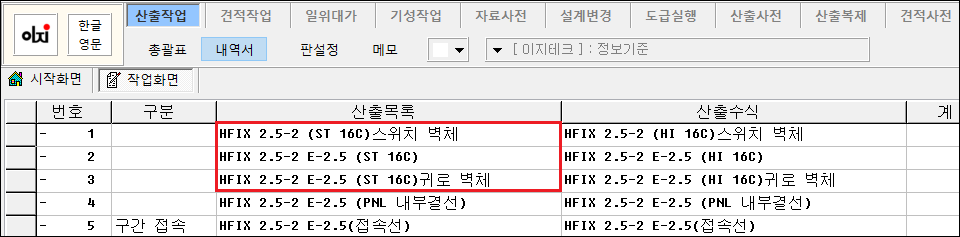 산출작업 견적작업 일위대가 기성작업 자료사전 설계변경 도급실행 산출사전 산출복제 견적사전
이지 한글
영문
총괄표 내역서 판설정 메모 [ 이지테크 ] : 정보기준
시작화면 작업화면
번호 구분 산출목록 산출수식 계
- 1 HFIX 2.5-2 (ST 16C)스위치 벽체 HFIX 2.5-2 (HI 16C)스위치 벽체
- 2 HFIX 2.5-2 E-2.5 (ST 16C) HFIX 2.5-2 E-2.5 (HI 16C)
- 3 HFIX 2.5-2 E-2.5 (ST 16C)귀로 벽체 HFIX 2.5-2 E-2.5 (HI 16C)귀로 벽체
- 4 HFIX 2.5-2 E-2.5 (PNL 내부결선) HFIX 2.5-2 E-2.5 (PNL 내부결선)
- 5 구간 접속 HFIX 2.5-2 E-2.5(접속선) HFIX 2.5-2 E-2.5(접속선)